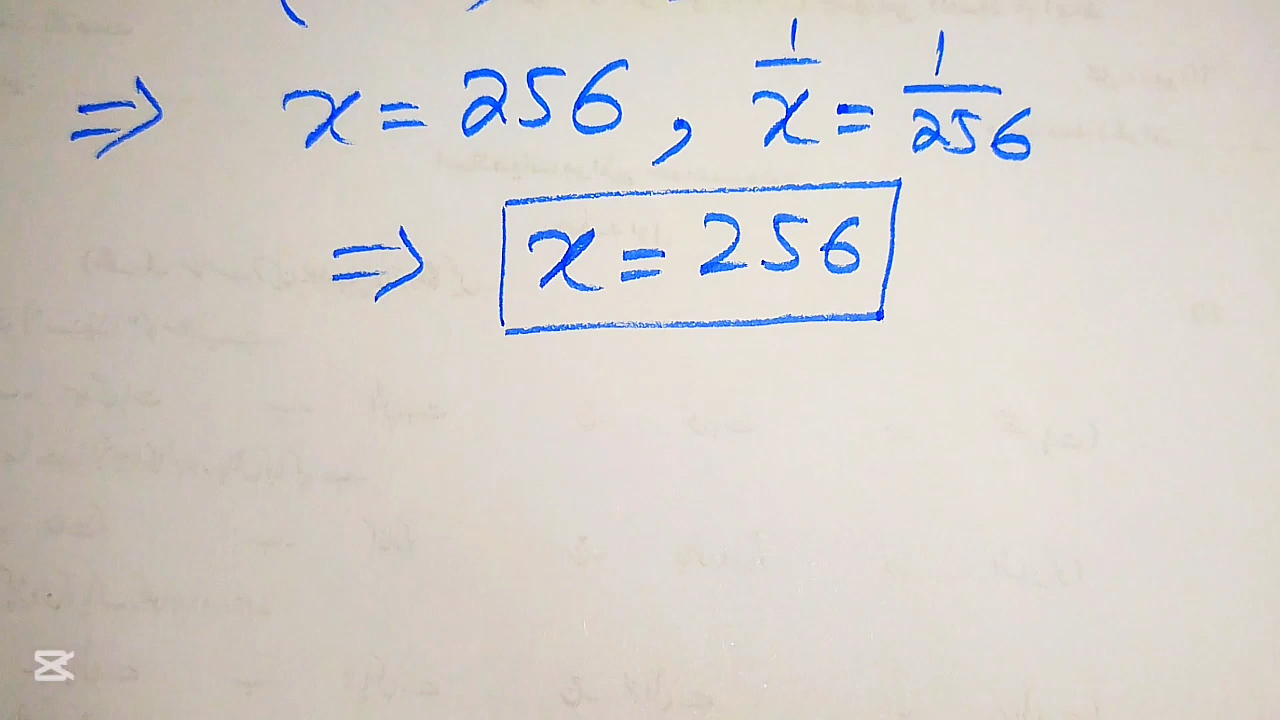 ⇒ x = 256 , 1/x = 1/256
⇒ x = 256